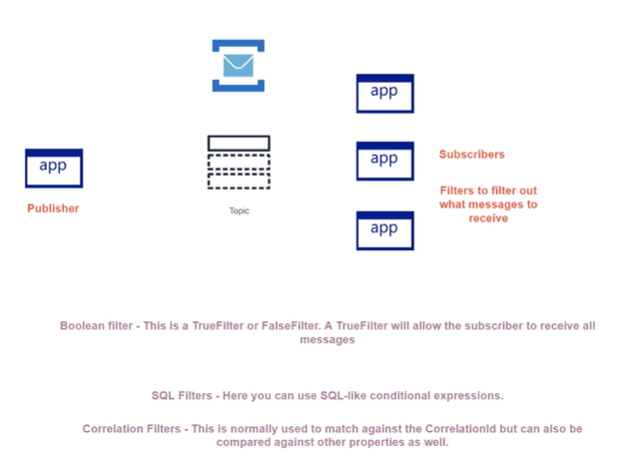 app
app
app
Subscribers
app
Filters to filter out
what messages to
receive
Publisher
Topic
app
Boolean filter - This is a TrueFilter or FalseFilter. A TrueFilter will allow the subscriber to receive all
messages
SQL Filters - Here you can use SQL-like conditional expressions.
Correlation Filters - This is normally used to match against the CorrelationId but can also be
compared against other properties as well.